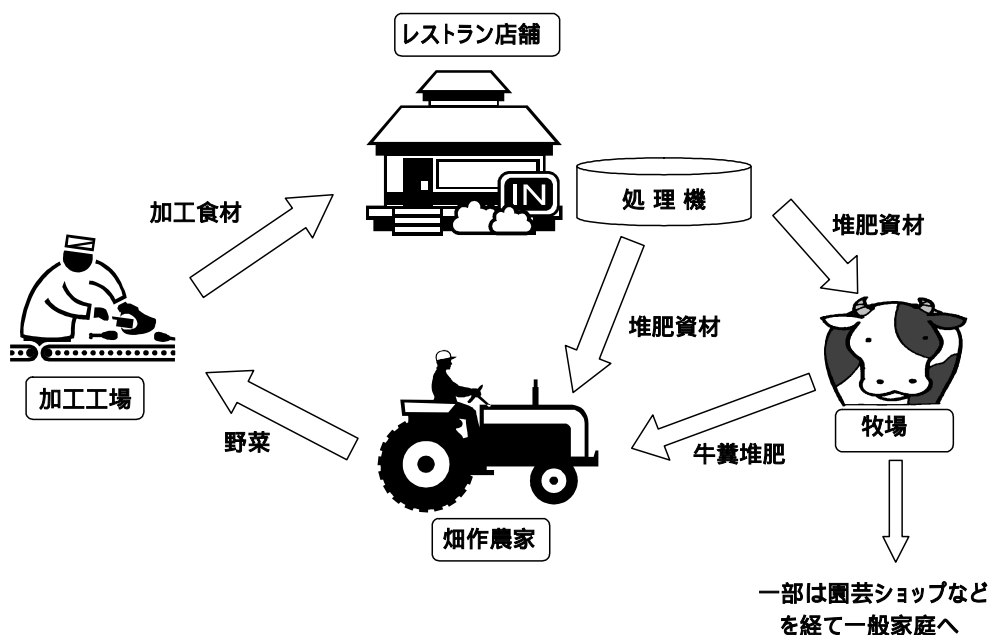 レストラン店舗
IN
処理機
加工食材
堆肥資材
堆肥資材
加工工場
野菜
牧場
牛糞堆肥
畑作農家
一部は園芸ショップなど
を経て一般家庭へ